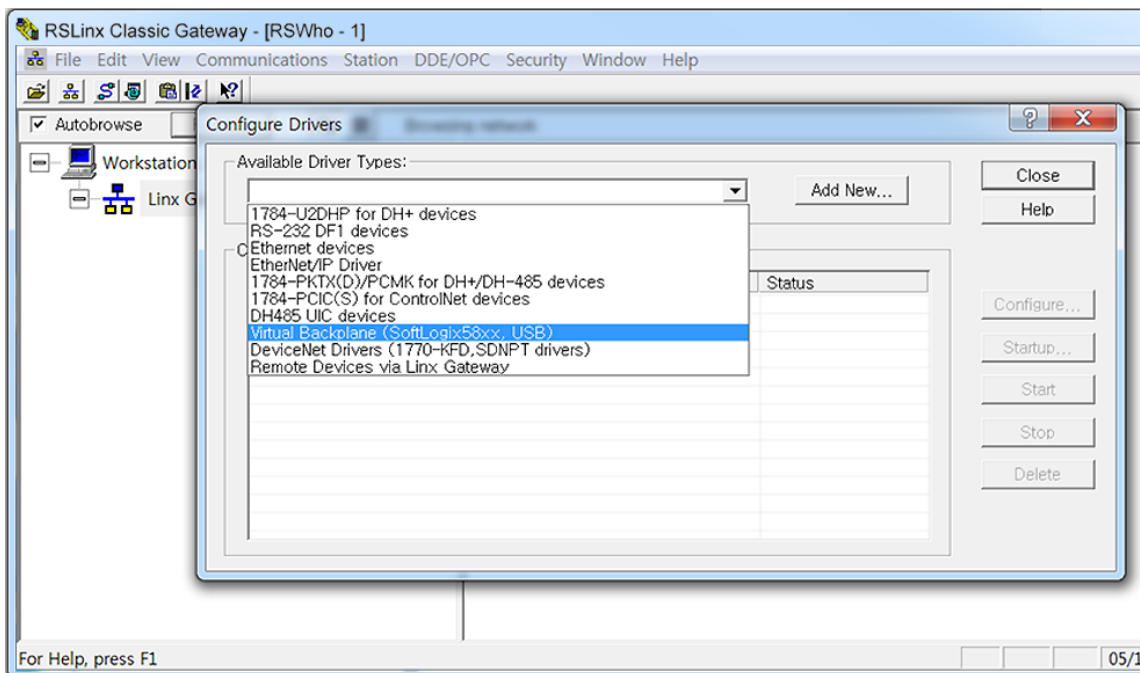 RSLinx Classic Gateway - [RSWho - 1]
File Edit View Communications Station DDE/OPC Security Window Help
Autobrowse
Configure Drivers
Browsing network
Workstation
Linx G
Available Driver Types:
Add New...
Close
Help
1784-U2DHP for DH+ devices
RS-232 DF1 devices
Ethernet devices
EtherNet/IP Driver
1784-PKTX(D)/PCMK for DH+/DH-485 devices
1784-PCIC(S) for ControlNet devices
DH485 UIC devices
Virtual Backplane (SoftLogix58xx, USB)
DeviceNet Drivers (1770-KFD,SDNPT drivers)
Remote Devices via Linx Gateway
C
Status
Configure...
Startup...
Start
Stop
Delete
For Help, press F1
05/1